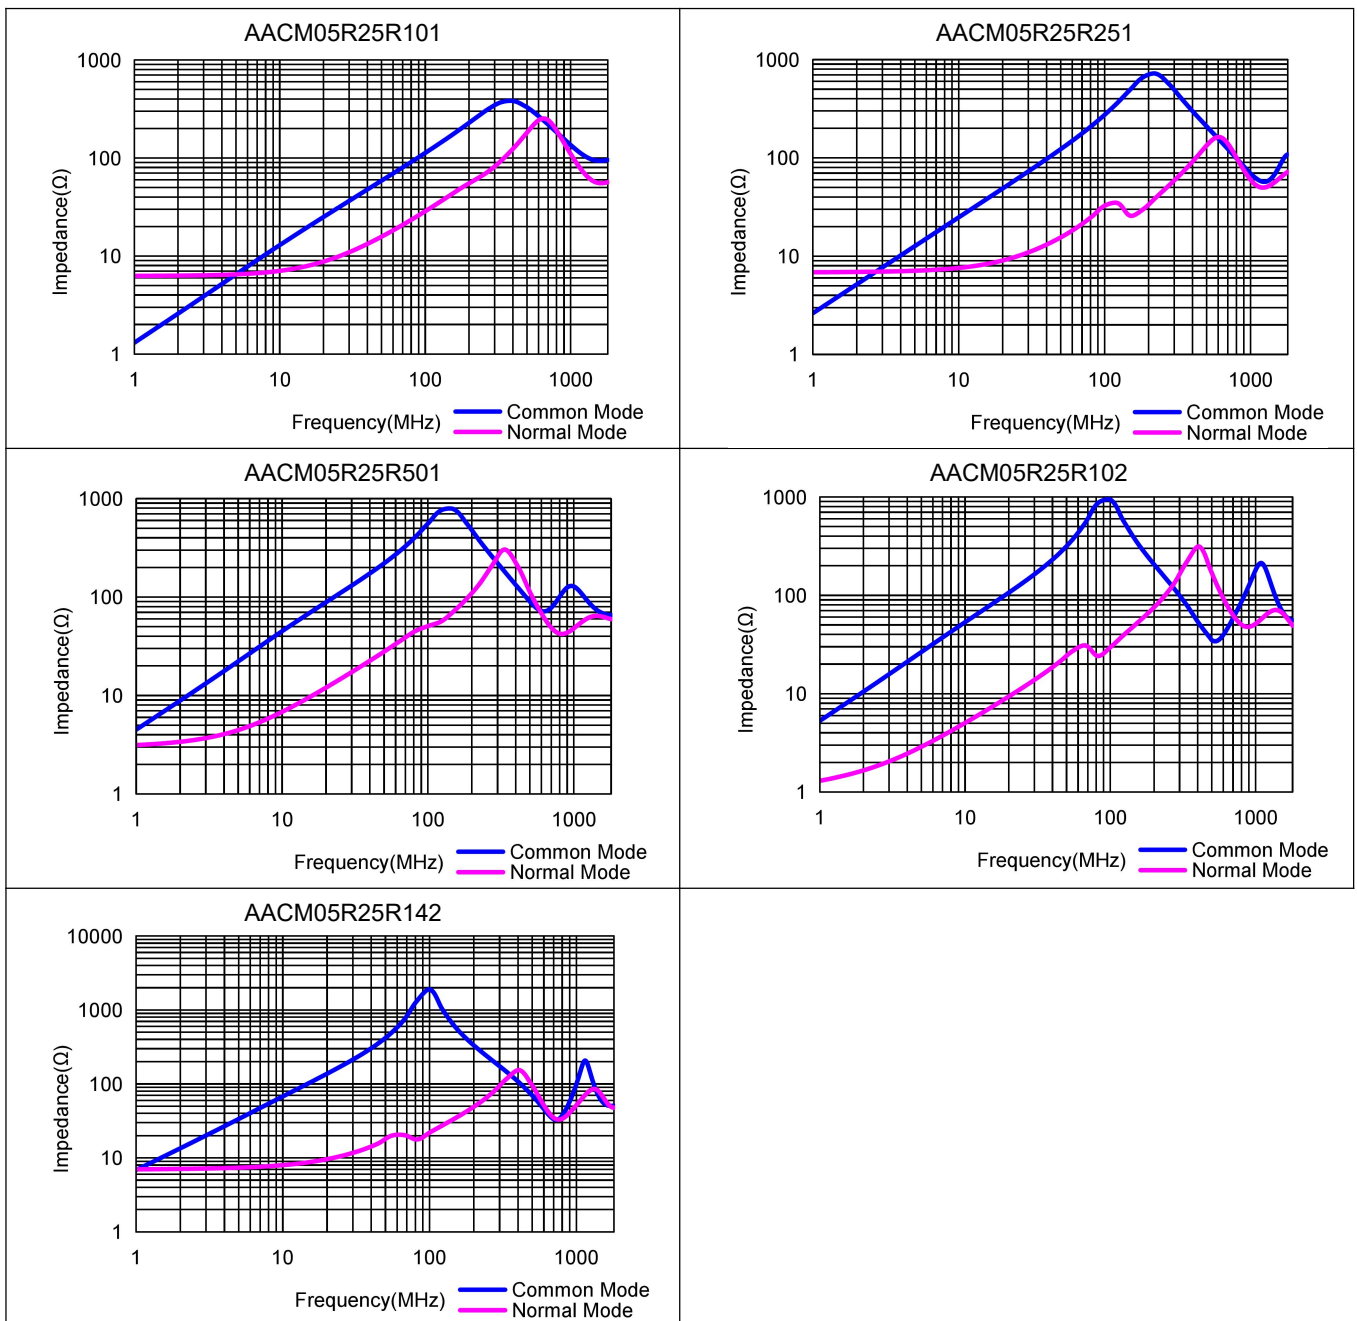 AACM05R25R101
1000
100
10
1
Impedance(Ω)
1 10 100 1000
Frequency(MHz)
Common Mode
Normal Mode
AACM05R25R251
1000
100
10
1
Impedance(Ω)
1 10 100 1000
Frequency(MHz)
Common Mode
Normal Mode
AACM05R25R501
1000
100
10
1
Impedance(Ω)
1 10 100 1000
Frequency(MHz)
Common Mode
Normal Mode
AACM05R25R102
1000
100
10
1
Impedance(Ω)
1 10 100 1000
Frequency(MHz)
Common Mode
Normal Mode
AACM05R25R142
10000
1000
100
10
1
Impedance(Ω)
1 10 100 1000
Frequency(MHz)
Common Mode
Normal Mode